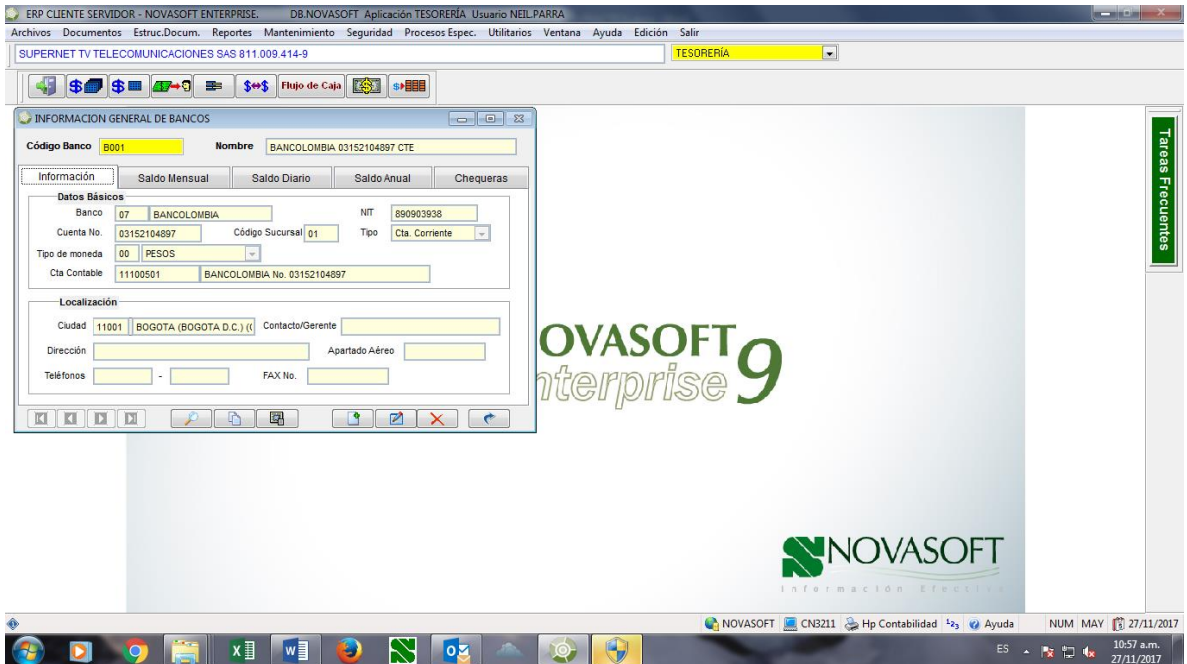 ERP CLIENTE SERVIDOR - NOVASOFT ENTERPRISE. DB.NOVASOFT Aplicación TESORERÍA Usuario NEIL.PARRA
Archivos Documentos Estruc.Docum. Reportes Mantenimiento Seguridad Procesos Espec. Utilitarios Ventana Ayuda Edición Salir
SUPERNET TV TELECOMUNICACIONES SAS 811.009.414-9 TESORERÍA
Flujo de Caja
INFORMACION GENERAL DE BANCOS
Código Banco B001 Nombre BANCOLOMBIA 03152104897 CTE
Información Saldo Mensual Saldo Diario Saldo Anual Chequeras
Datos Básicos
Banco 07 BANCOLOMBIA NIT 890903938
Cuenta No. 03152104897 Código Sucursal 01 Tipo Cta. Corriente
Tipo de moneda 00 PESOS
Cta Contable 11100501 BANCOLOMBIA No. 03152104897
Localización
Ciudad 11001 BOGOTA (BOGOTA D.C.) (( Contacto/Gerente
Dirección Apartado Aéreo
Teléfonos - FAX No.
Tareas Frecuentes
OVASOFT 9
nterprise
NOVASOFT
Información Efectiv
NOVASOFT CN3211 Hp Contabilidad 123 Ayuda NUM MAY 27/11/2017
ES 10:57 a.m.
27/11/2017